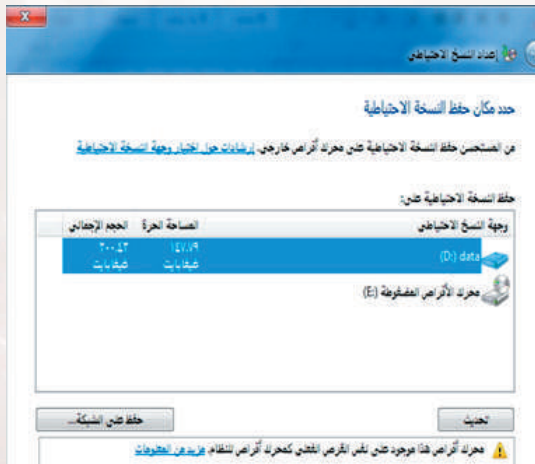 إعداد النسخ الاحتياطي
حدد مكان حفظ النسخة الاحتياطية
من المستحسن حفظ النسخة الاحتياطية على محرك أقراص خارجي. إرشادات حول اختيار وجهة النسخة الاحتياطية
حفظ النسخة الاحتياطية على:
وجهة النسخ الاحتياطي المساحة الحرة الحجم الإجمالي
(D:) data ١٤٧.٧٩ غيغابايت ٢٠٠.٤٢ غيغابايت
محرك الأقراص المضغوطة (E:)
تحديث حفظ على الشبكة...
محرك أقراص هذا موجود على نفس القرص الفعلي كمحرك أقراص للنظام. مزيد من المعلومات